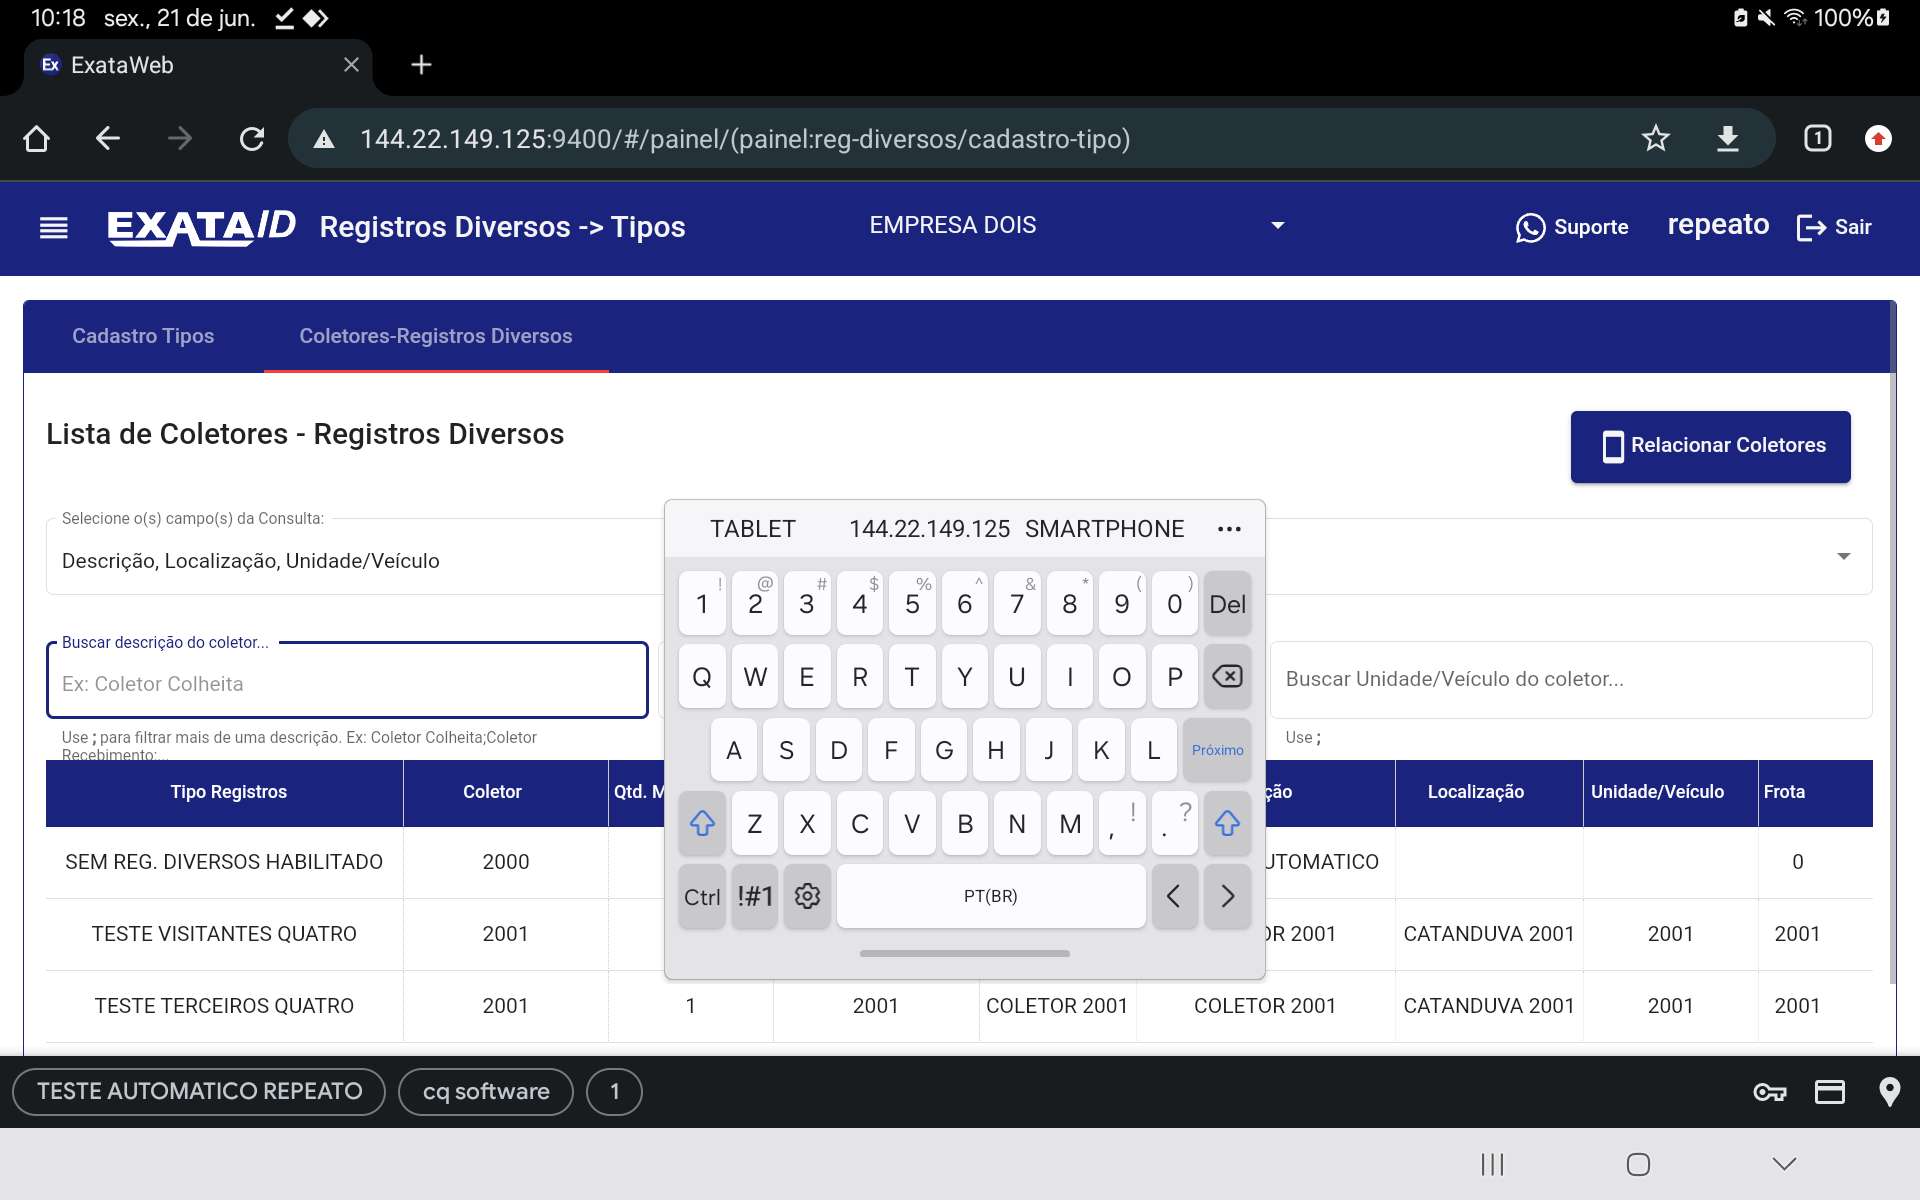 10:18 sex., 21 de jun. 100%
Ex ExataWeb
144.22.149.125:9400/#/painel/(painel:reg-diversos/cadastro-tipo) 1
EXATA/ID Registros Diversos -> Tipos EMPRESA DOIS Suporte repeato Sair
Cadastro Tipos Coletores-Registros Diversos
Lista de Coletores - Registros Diversos
Relacionar Coletores
Selecione o(s) campo(s) da Consulta:
Descrição, Localização, Unidade/Veículo
Buscar descrição do coletor...
Ex: Coletor Colheita
Buscar Unidade/Veículo do coletor...
Use ; para filtrar mais de uma descrição. Ex: Coletor Colheita;Coletor
Recebimento;...
Use ;
TABLET 144.22.149.125 SMARTPHONE ...
! @ # $ % ^ & * ( )
1 2 3 4 5 6 7 8 9 0 Del
Q W E R T Y U I O P
A S D F G H J K L Próximo
Z X C V B N M , ! . ?
Ctrl !#1 PT(BR) < >
Tipo Registros Coletor Qtd. M ção Localização Unidade/Veículo Frota
SEM REG. DIVERSOS HABILITADO 2000 UTOMATICO 0
TESTE VISITANTES QUATRO 2001 OR 2001 CATANDUVA 2001 2001 2001
TESTE TERCEIROS QUATRO 2001 1 2001 COLETOR 2001 COLETOR 2001 CATANDUVA 2001 2001 2001
TESTE AUTOMATICO REPEATO cq software 1